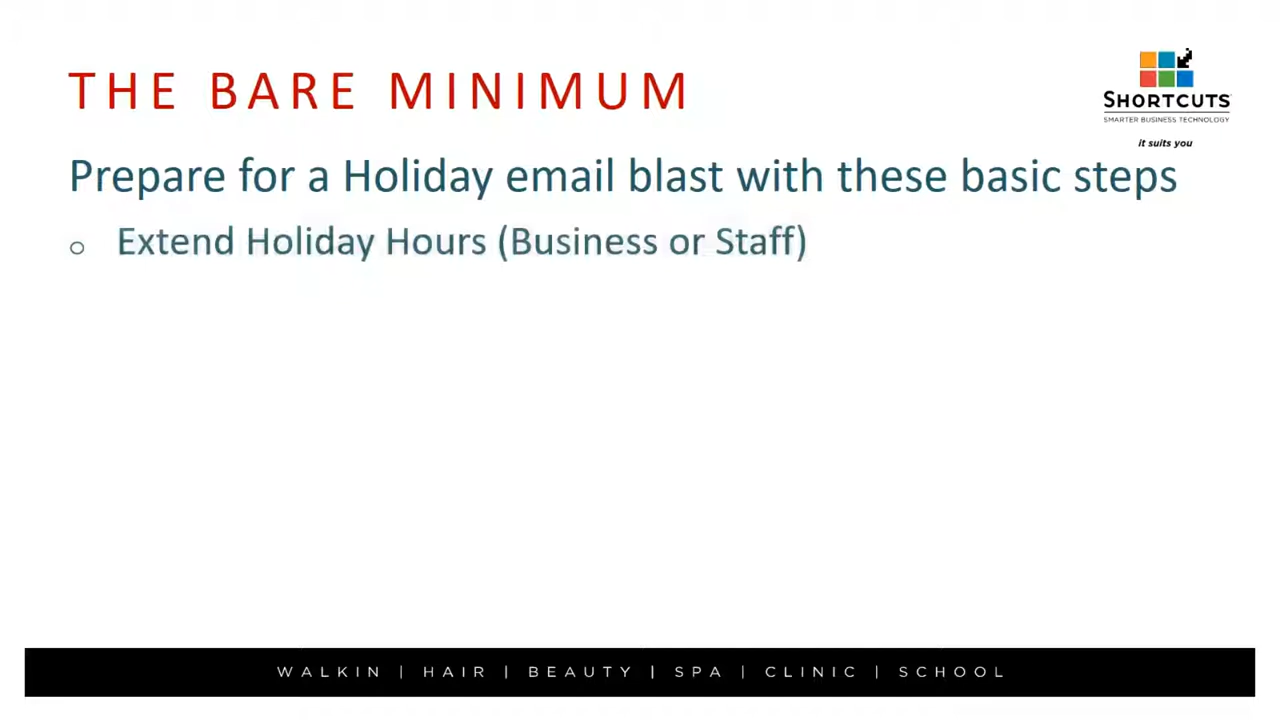 THE BARE MINIMUM
SHORTCUTS
SMARTER BUSINESS TECHNOLOGY
it suits you
Prepare for a Holiday email blast with these basic steps
o Extend Holiday Hours (Business or Staff)
WALKIN | HAIR | BEAUTY | SPA | CLINIC | SCHOOL